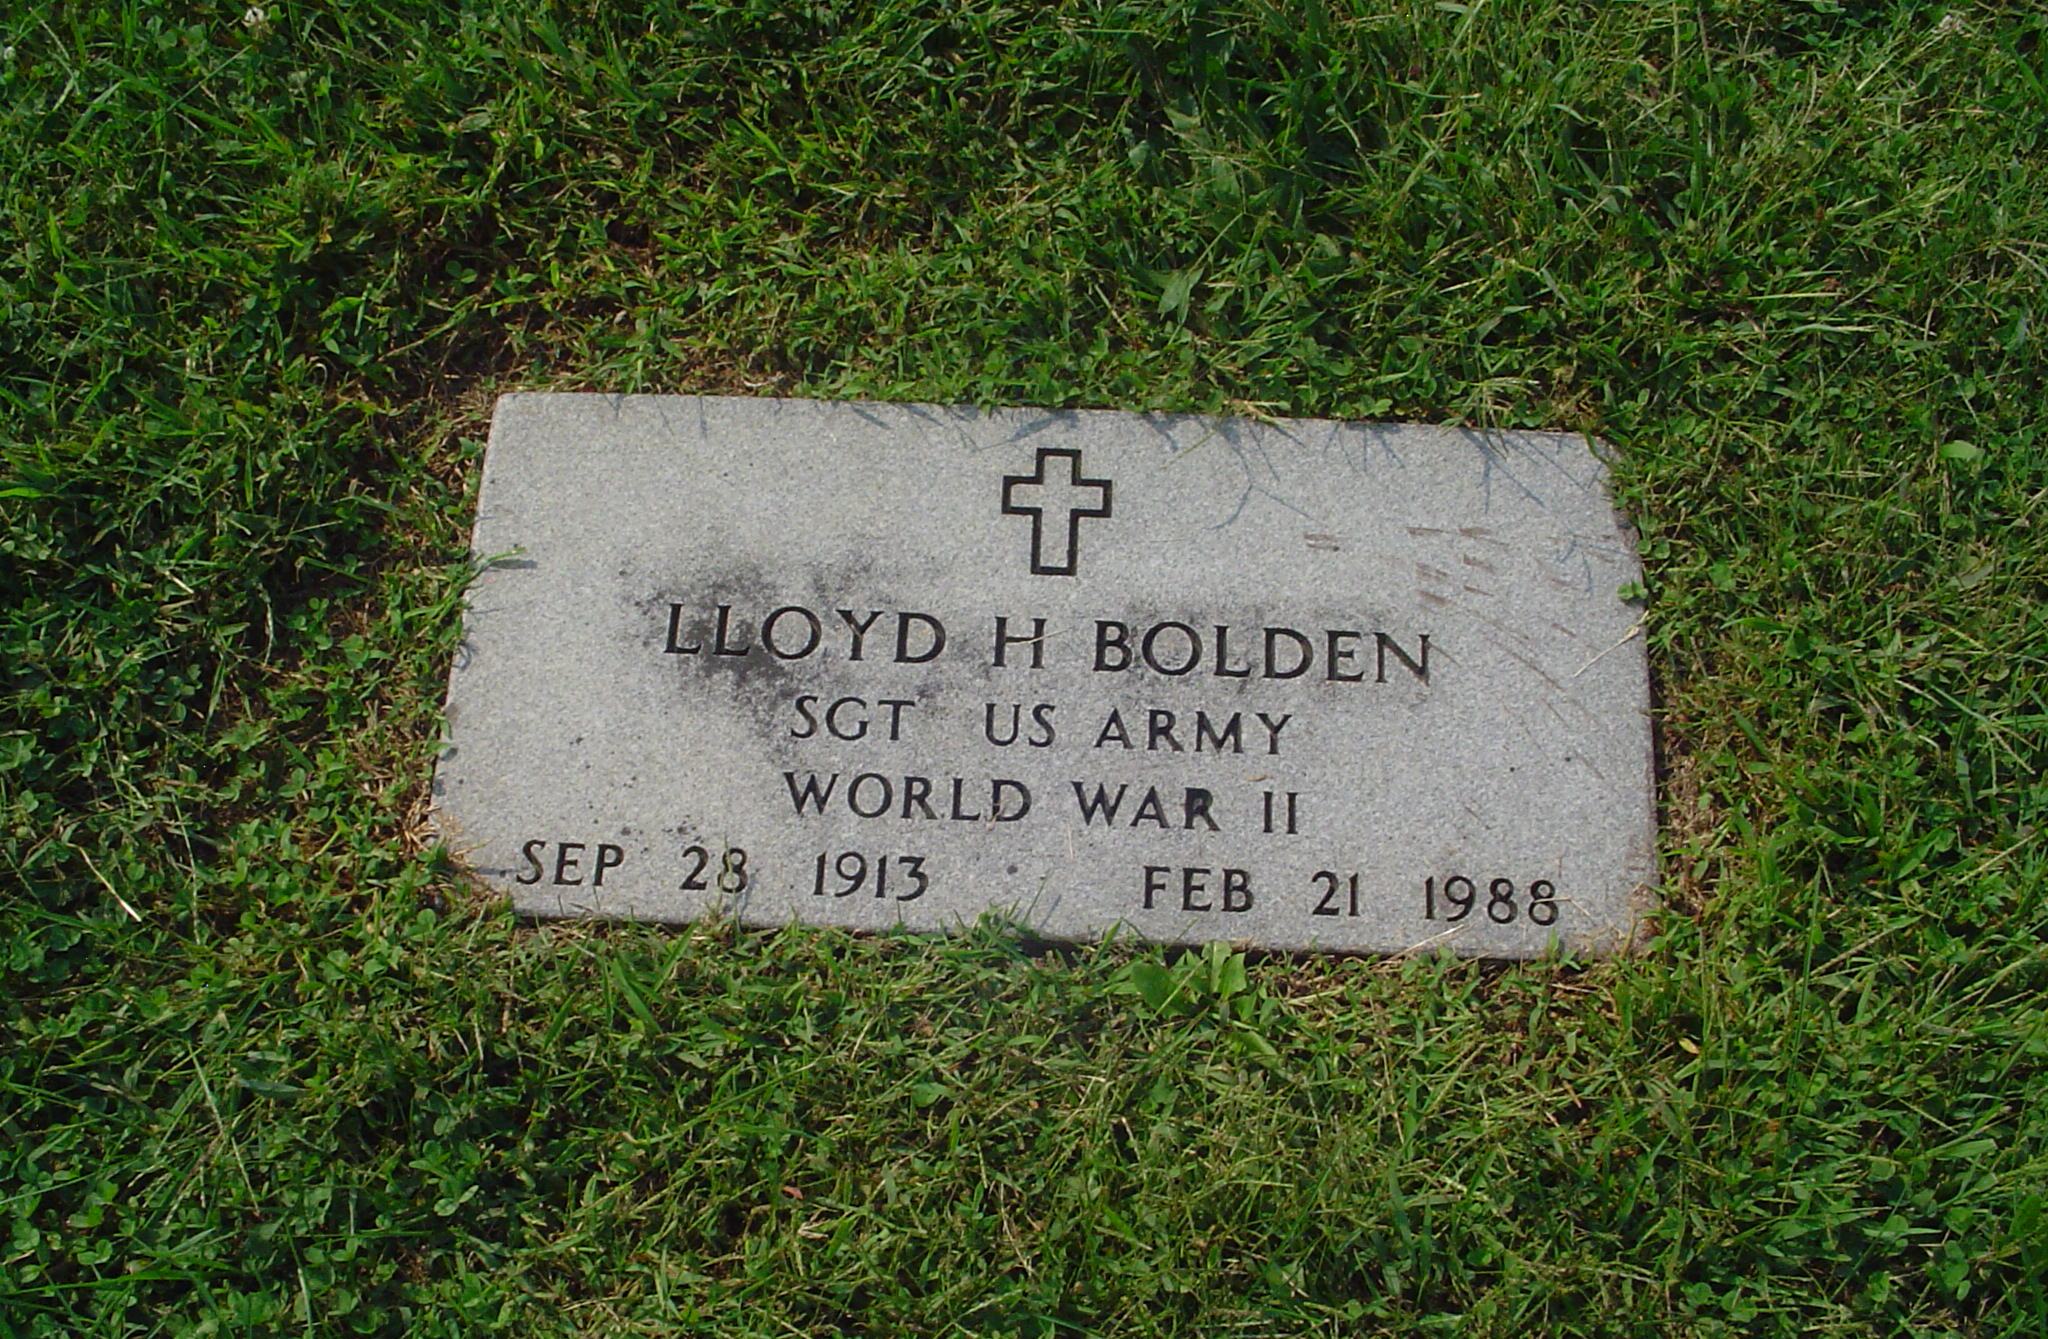 LLOYD H BOLDEN
SGT US ARMY
WORLD WAR II
SEP 28 1913 FEB 21 1988